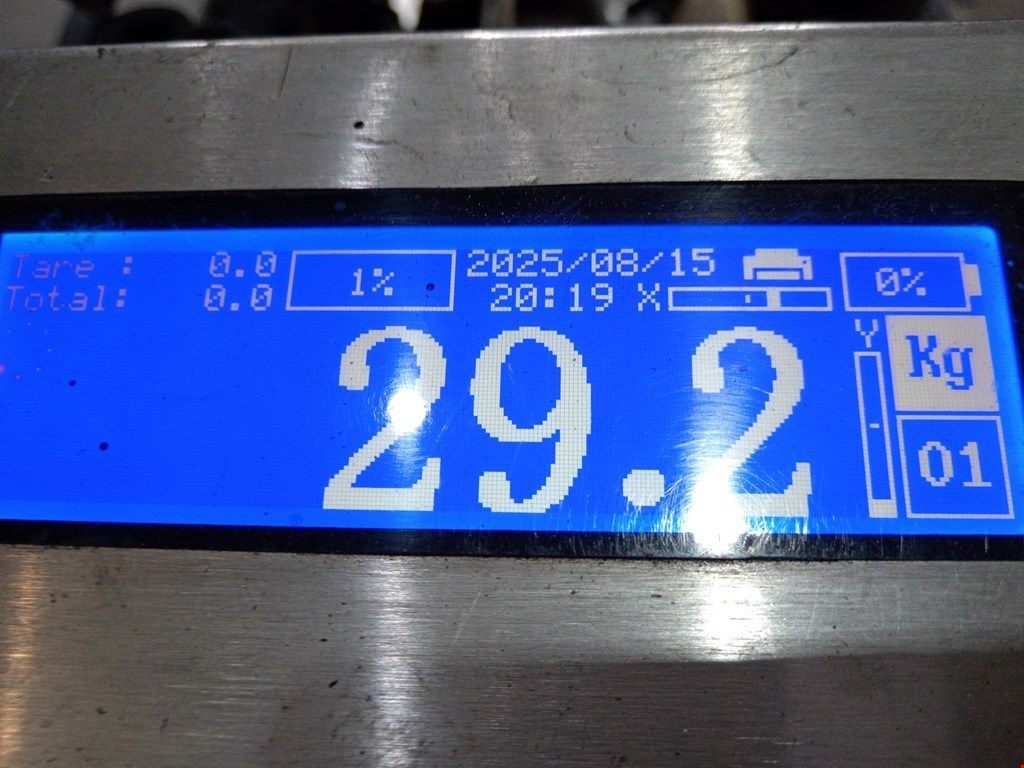 Tare : 0.0 1% 2025/08/15 0%
Total: 0.0 20:19 X
29.2 Y Kg
01